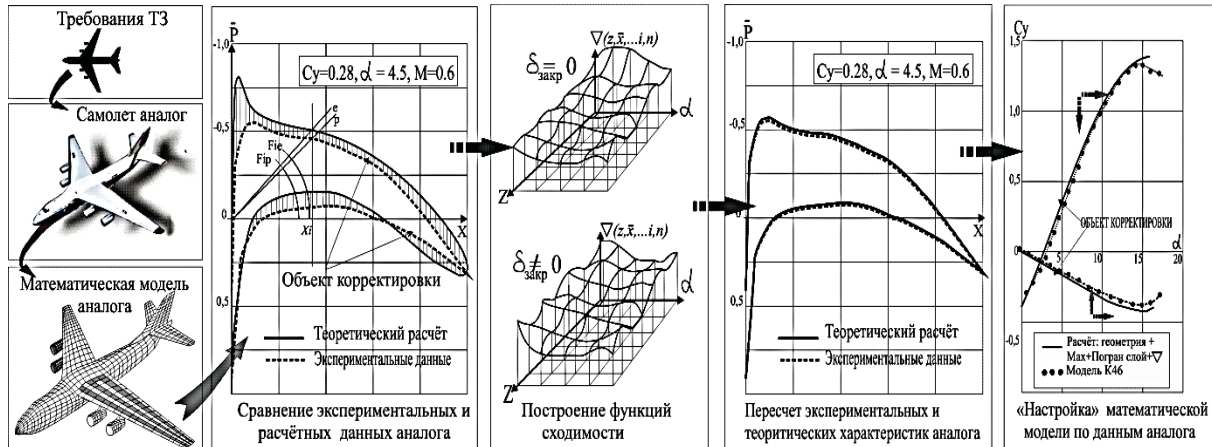 Требования ТЗ
Самолет аналог
Математическая модель
аналога
P̄
-1,0
Cy=0.28, α = 4.5, M=0.6
-0,5
e
p
Fie
Fip
0
Xi
X
Объект корректировки
0,5
Теоретический расчёт
Экспериментальные данные
Сравнение экспериментальных и
расчётных данных аналога
∇(z,x̄,...i,n)
δзакр = 0
α
Z
∇(z,x̄,...i,n)
δзакр ≠ 0
α
Z
Построение функций
сходимости
P̄
-1,0
Cy=0.28, α = 4.5, M=0.6
-0,5
0
X
0,5
Теоретический расчёт
Экспериментальные данные
Пересчет экспериментальных и
теоритических характеристик аналога
Cy
1,5
1,0
0,5
ОБЪЕКТ КОРРЕКТИРОВКИ
α
0,0
5
10
15
20
-0,5
Расчёт: геометрия +
Мах+Погран слой+∇
Модель К46
«Настройка» математической
модели по данным аналога